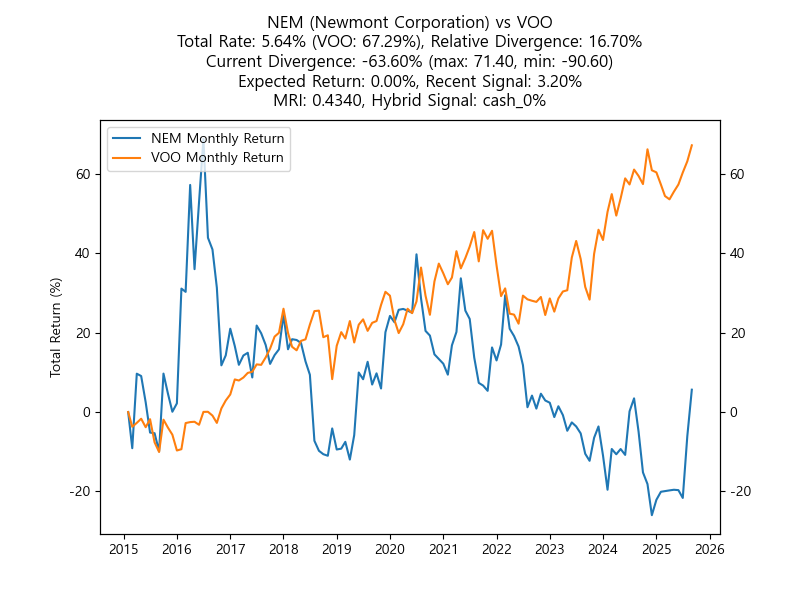 NEM (Newmont Corporation) vs VOO
Total Rate: 5.64% (VOO: 67.29%), Relative Divergence: 16.70%
Current Divergence: -63.60% (max: 71.40, min: -90.60)
Expected Return: 0.00%, Recent Signal: 3.20%
MRI: 0.4340, Hybrid Signal: cash_0%
NEM Monthly Return
VOO Monthly Return
Total Return (%)
60
40
20
0
-20
60
40
20
0
-20
2015 2016 2017 2018 2019 2020 2021 2022 2023 2024 2025 2026